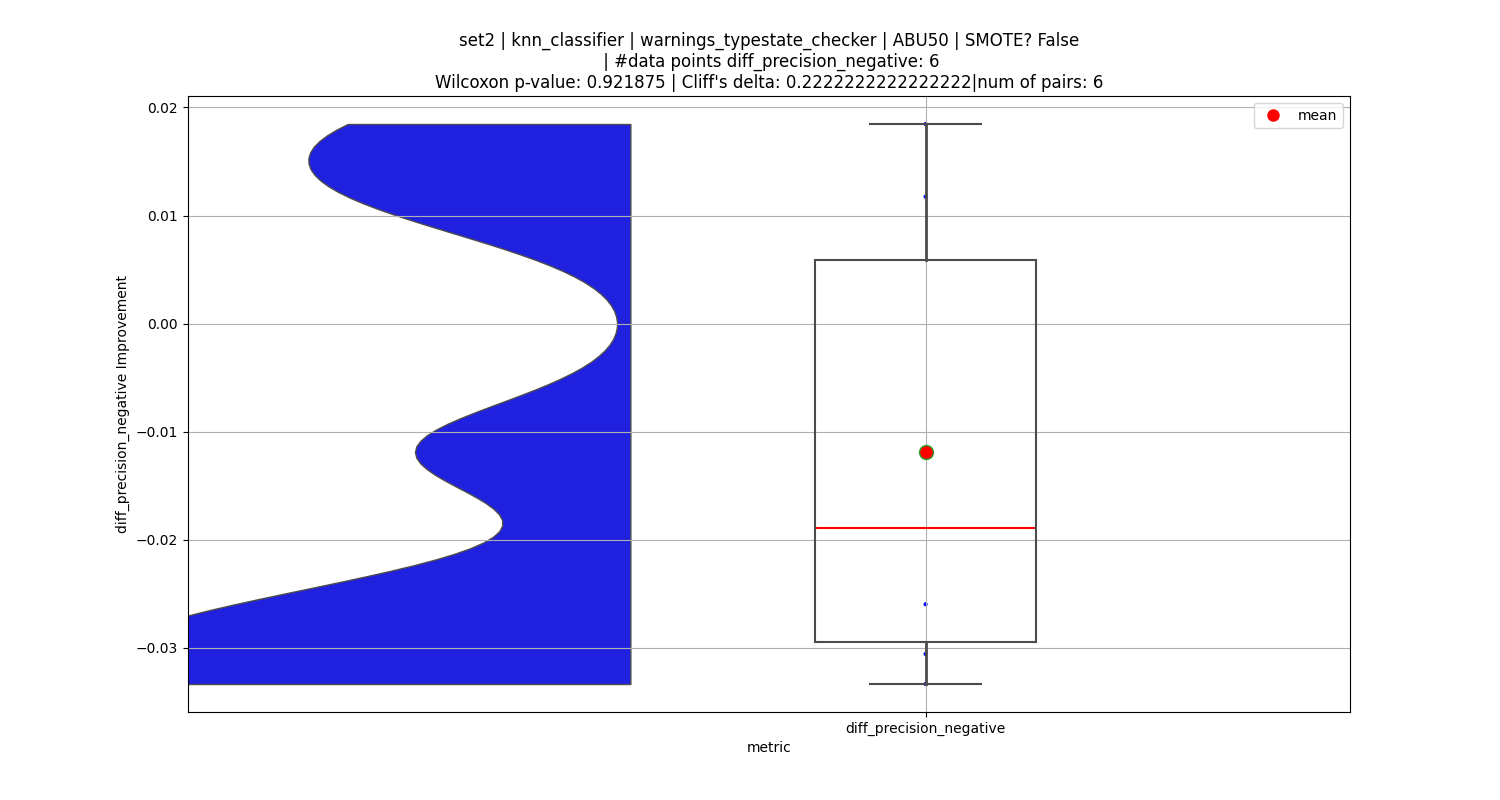 set2 | knn_classifier | warnings_typestate_checker | ABU50 | SMOTE? False
| #data points diff_precision_negative: 6
Wilcoxon p-value: 0.921875 | Cliff's delta: 0.2222222222222222|num of pairs: 6
mean
0.02
0.01
0.00
−0.01
−0.02
−0.03
diff_precision_negative Improvement
diff_precision_negative
metric